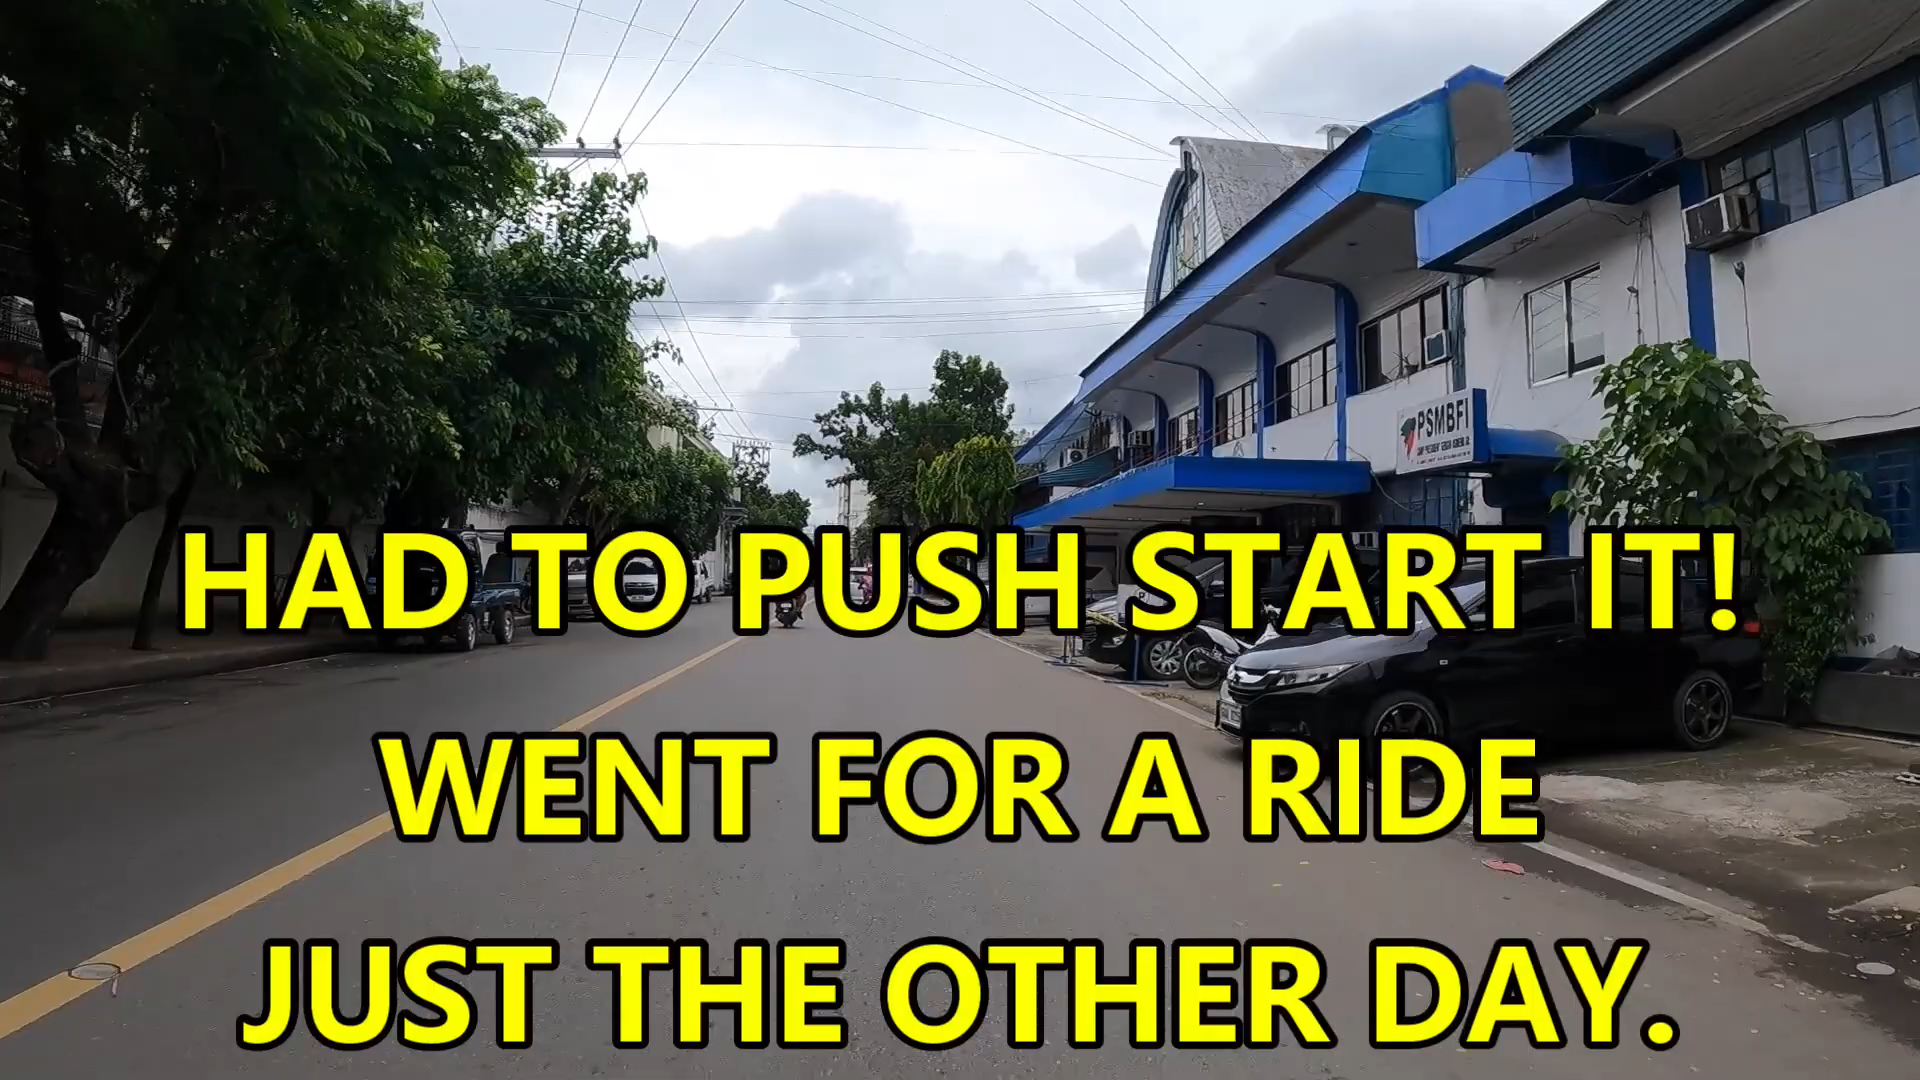 PSMBFI
HAD TO PUSH START IT!
WENT FOR A RIDE
JUST THE OTHER DAY.